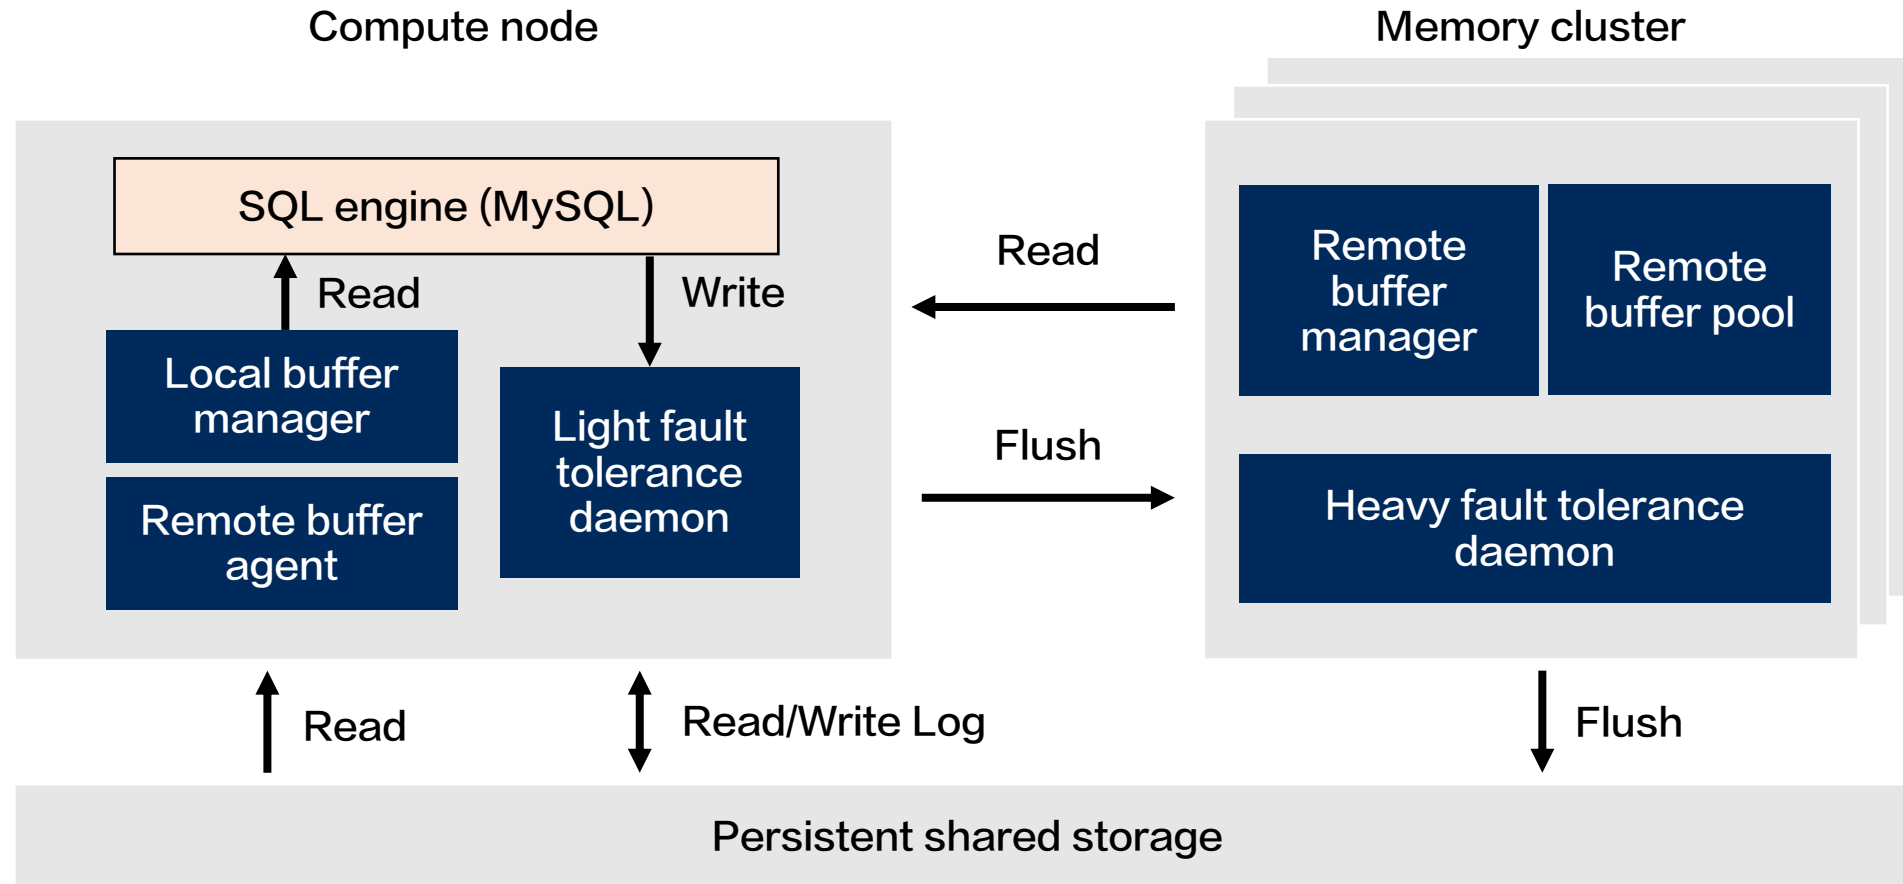 Compute node
Memory cluster
SQL engine (MySQL)
Read
Write
Local buffer
manager
Remote buffer
agent
Light fault
tolerance
daemon
Read
Flush
Remote
buffer
manager
Remote
buffer pool
Heavy fault tolerance
daemon
Read
Read/Write Log
Flush
Persistent shared storage